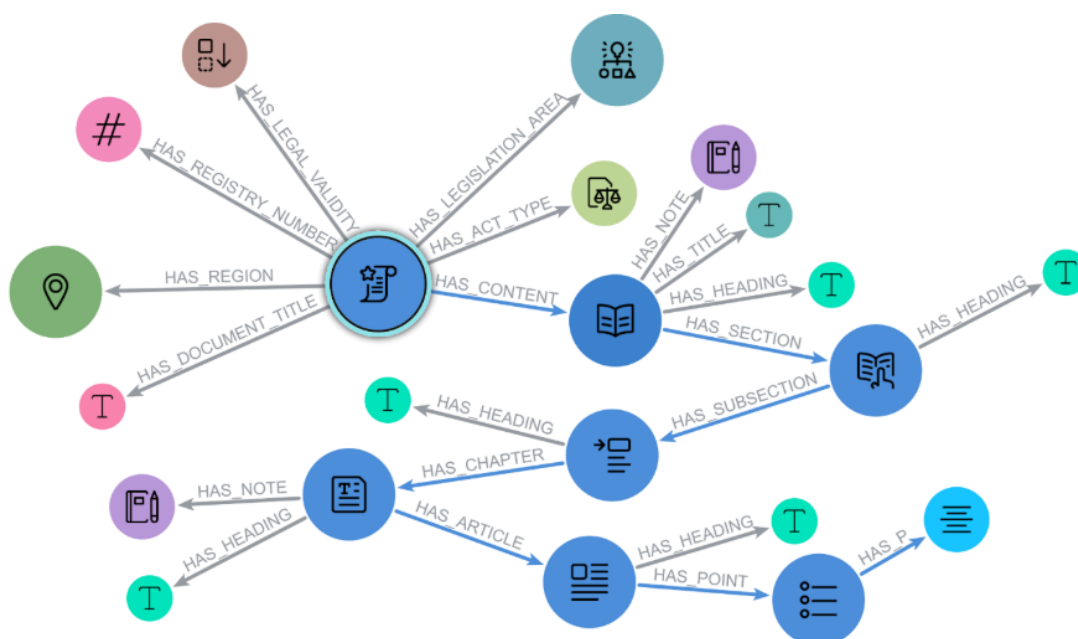 HAS_LEGAL_VALIDITY
HAS_LEGISLATION_AREA
#
HAS_REGISTRY_NUMBER
HAS_ACT_TYPE
HAS_NOTE
HAS_TITLE
T
HAS_REGION
HAS_CONTENT
HAS_HEADING
T
HAS_HEADING
T
HAS_DOCUMENT_TITLE
T
HAS_SECTION
HAS_SUBSECTION
T
HAS_HEADING
HAS_CHAPTER
T
HAS_NOTE
HAS_HEADING
T
HAS_ARTICLE
HAS_HEADING
T
HAS_POINT
HAS_P